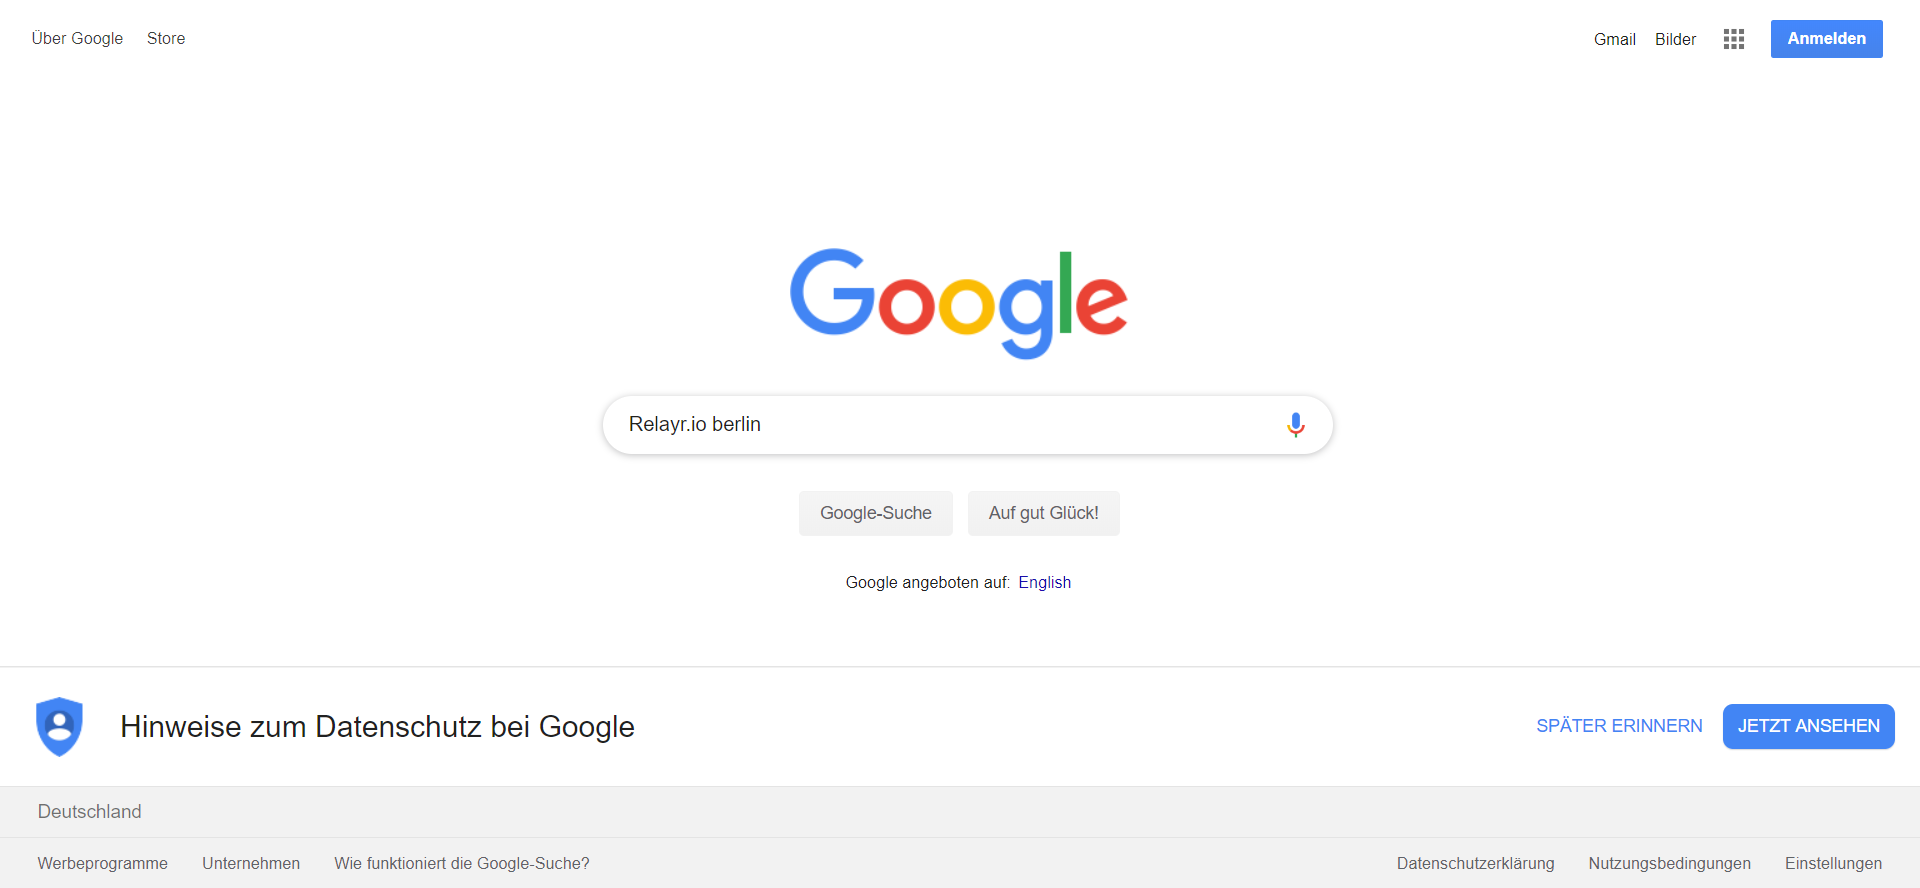 Über Google Store Gmail Bilder Anmelden
Google
Relayr.io berlin
Google-Suche Auf gut Glück!
Google angeboten auf: English
Hinweise zum Datenschutz bei Google SPÄTER ERINNERN JETZT ANSEHEN
Deutschland
Werbeprogramme Unternehmen Wie funktioniert die Google-Suche? Datenschutzerklärung Nutzungsbedingungen Einstellungen